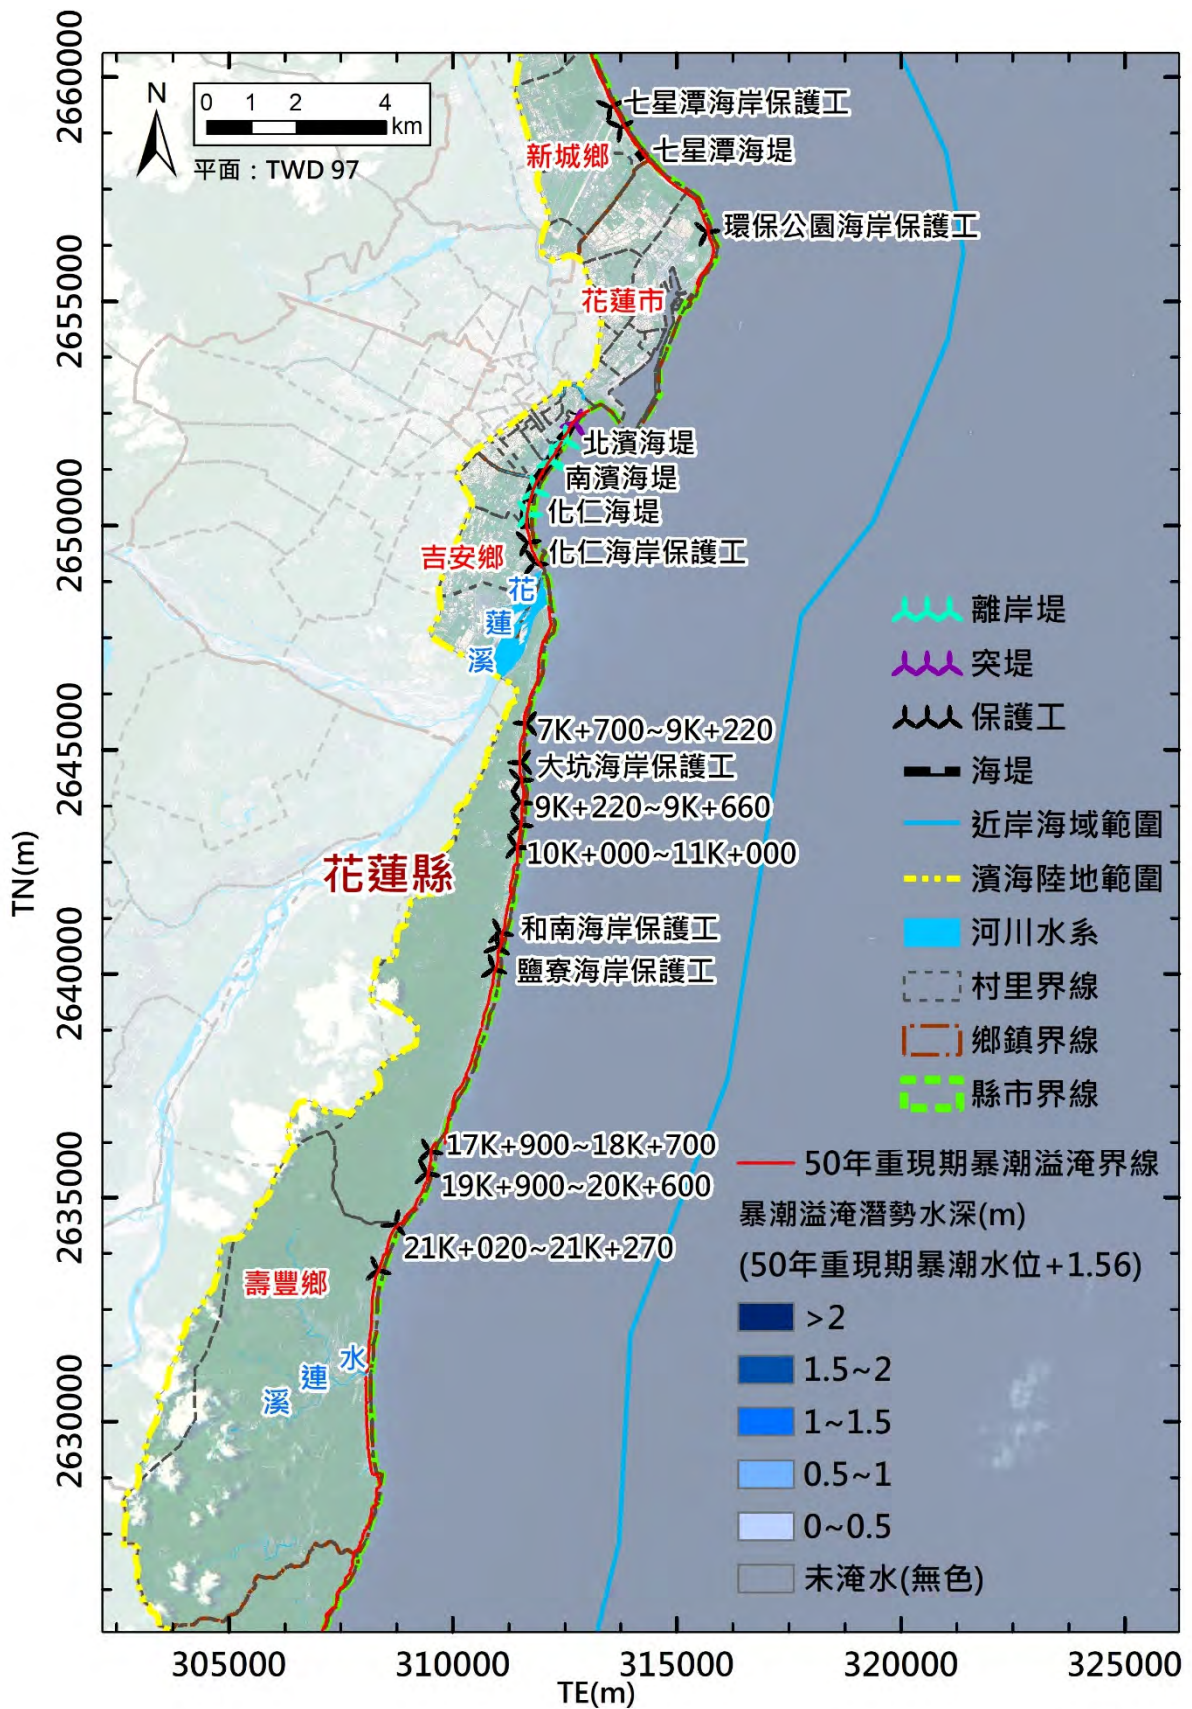 N
0 1 2 4
km
平面：TWD 97
七星潭海岸保護工
新城鄉
七星潭海堤
環保公園海岸保護工
花蓮市
北濱海堤
南濱海堤
化仁海堤
吉安鄉
化仁海岸保護工
花
蓮
溪
7K+700~9K+220
大坑海岸保護工
9K+220~9K+660
10K+000~11K+000
花蓮縣
和南海岸保護工
鹽寮海岸保護工
17K+900~18K+700
19K+900~20K+600
21K+020~21K+270
壽豐鄉
水
連
溪
離岸堤
突堤
保護工
海堤
近岸海域範圍
濱海陸地範圍
河川水系
村里界線
鄉鎮界線
縣市界線
50年重現期暴潮溢淹界線
暴潮溢淹潛勢水深(m)
(50年重現期暴潮水位+1.56)
>2
1.5~2
1~1.5
0.5~1
0~0.5
未淹水(無色)
TN(m)
2660000
2655000
2650000
2645000
2640000
2635000
2630000
305000 310000 315000 320000 325000
TE(m)